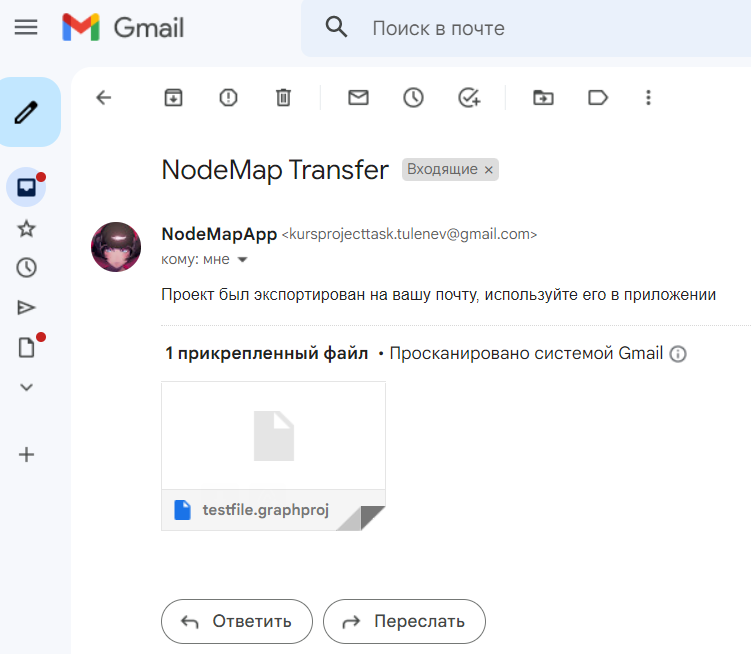 Gmail
Поиск в почте
NodeMap Transfer Входящие ×
NodeMapApp <kursprojecttask.tulenev@gmail.com>
кому: мне
Проект был экспортирован на вашу почту, используйте его в приложении
1 прикрепленный файл • Просканировано системой Gmail
testfile.graphproj
Ответить
Переслать